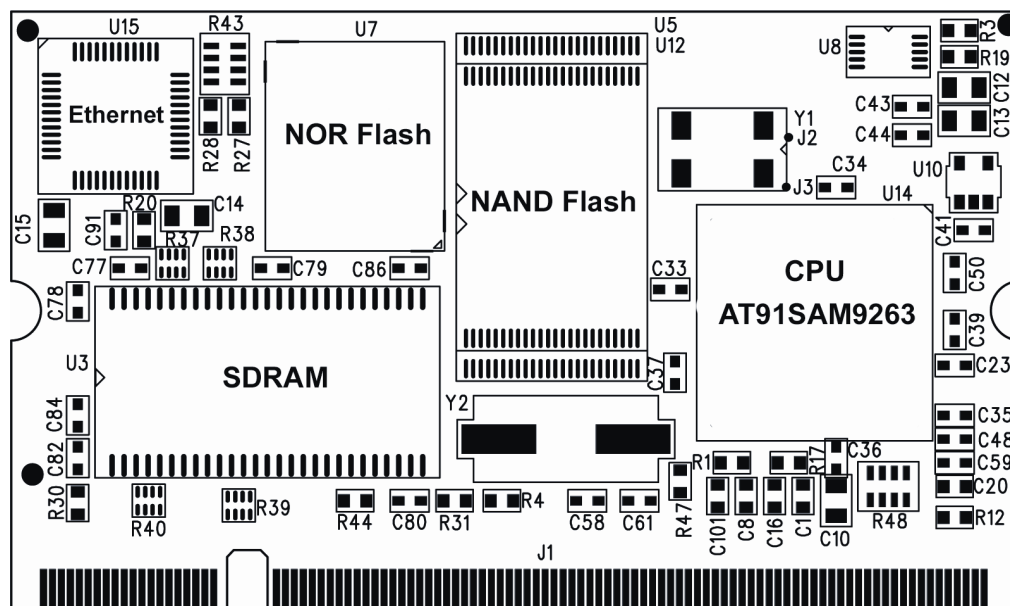 U15
R43
U7
U5
U12
U8
R3
R19
C12
C13
Ethernet
R28
R27
NOR Flash
NAND Flash
Y1
J2
J3
C43
C44
C34
U10
U14
C15
C91
R20
C14
R37
R38
C41
C77
C79
C86
C33
CPU
AT91SAM9263
C50
C78
C39
U3
SDRAM
C37
C23
Y2
C84
C35
C48
C82
R1
R17
C36
C59
R30
R40
R39
R44
C80
R31
R4
C58
C61
R47
C101
C8
C16
C1
C10
R48
C20
R12
J1